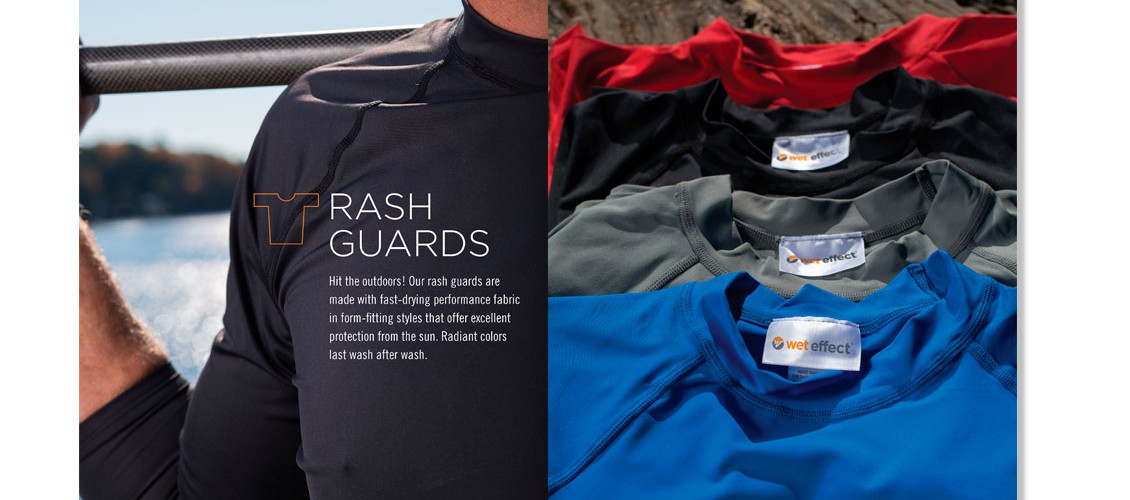 RASH
GUARDS
Hit the outdoors! Our rash guards are
made with fast-drying performance fabric
in form-fitting styles that offer excellent
protection from the sun. Radiant colors
last wash after wash.
wet effect
wet effect
wet effect